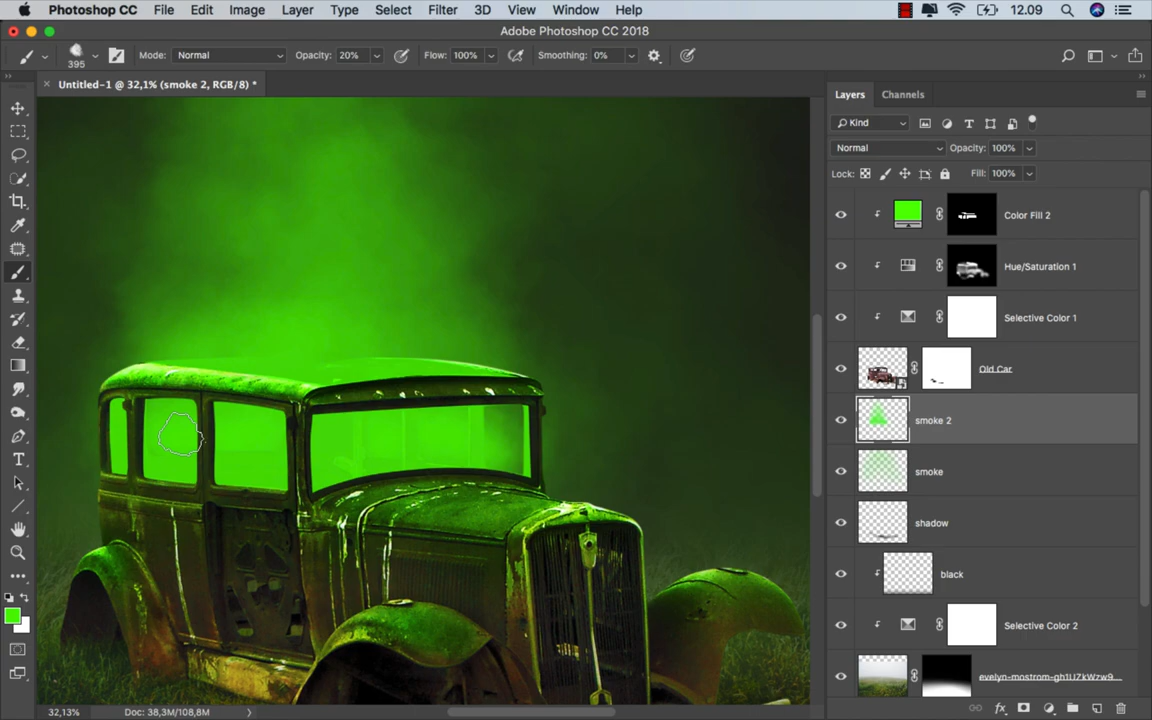 Photoshop CC File Edit Image Layer Type Select Filter 3D View Window Help 12.09
Adobe Photoshop CC 2018
395 Mode: Normal Opacity: 20% Flow: 100% Smoothing: 0%
Untitled-1 @ 32,1% (smoke 2, RGB/8) *
Layers Channels
Kind
Normal Opacity: 100%
Lock: Fill: 100%
Color Fill 2
Hue/Saturation 1
Selective Color 1
Old Car
smoke 2
smoke
shadow
black
Selective Color 2
evelyn-mostrom-gh1UZkWzw9...
32,13% Doc: 38,3M/108,8M